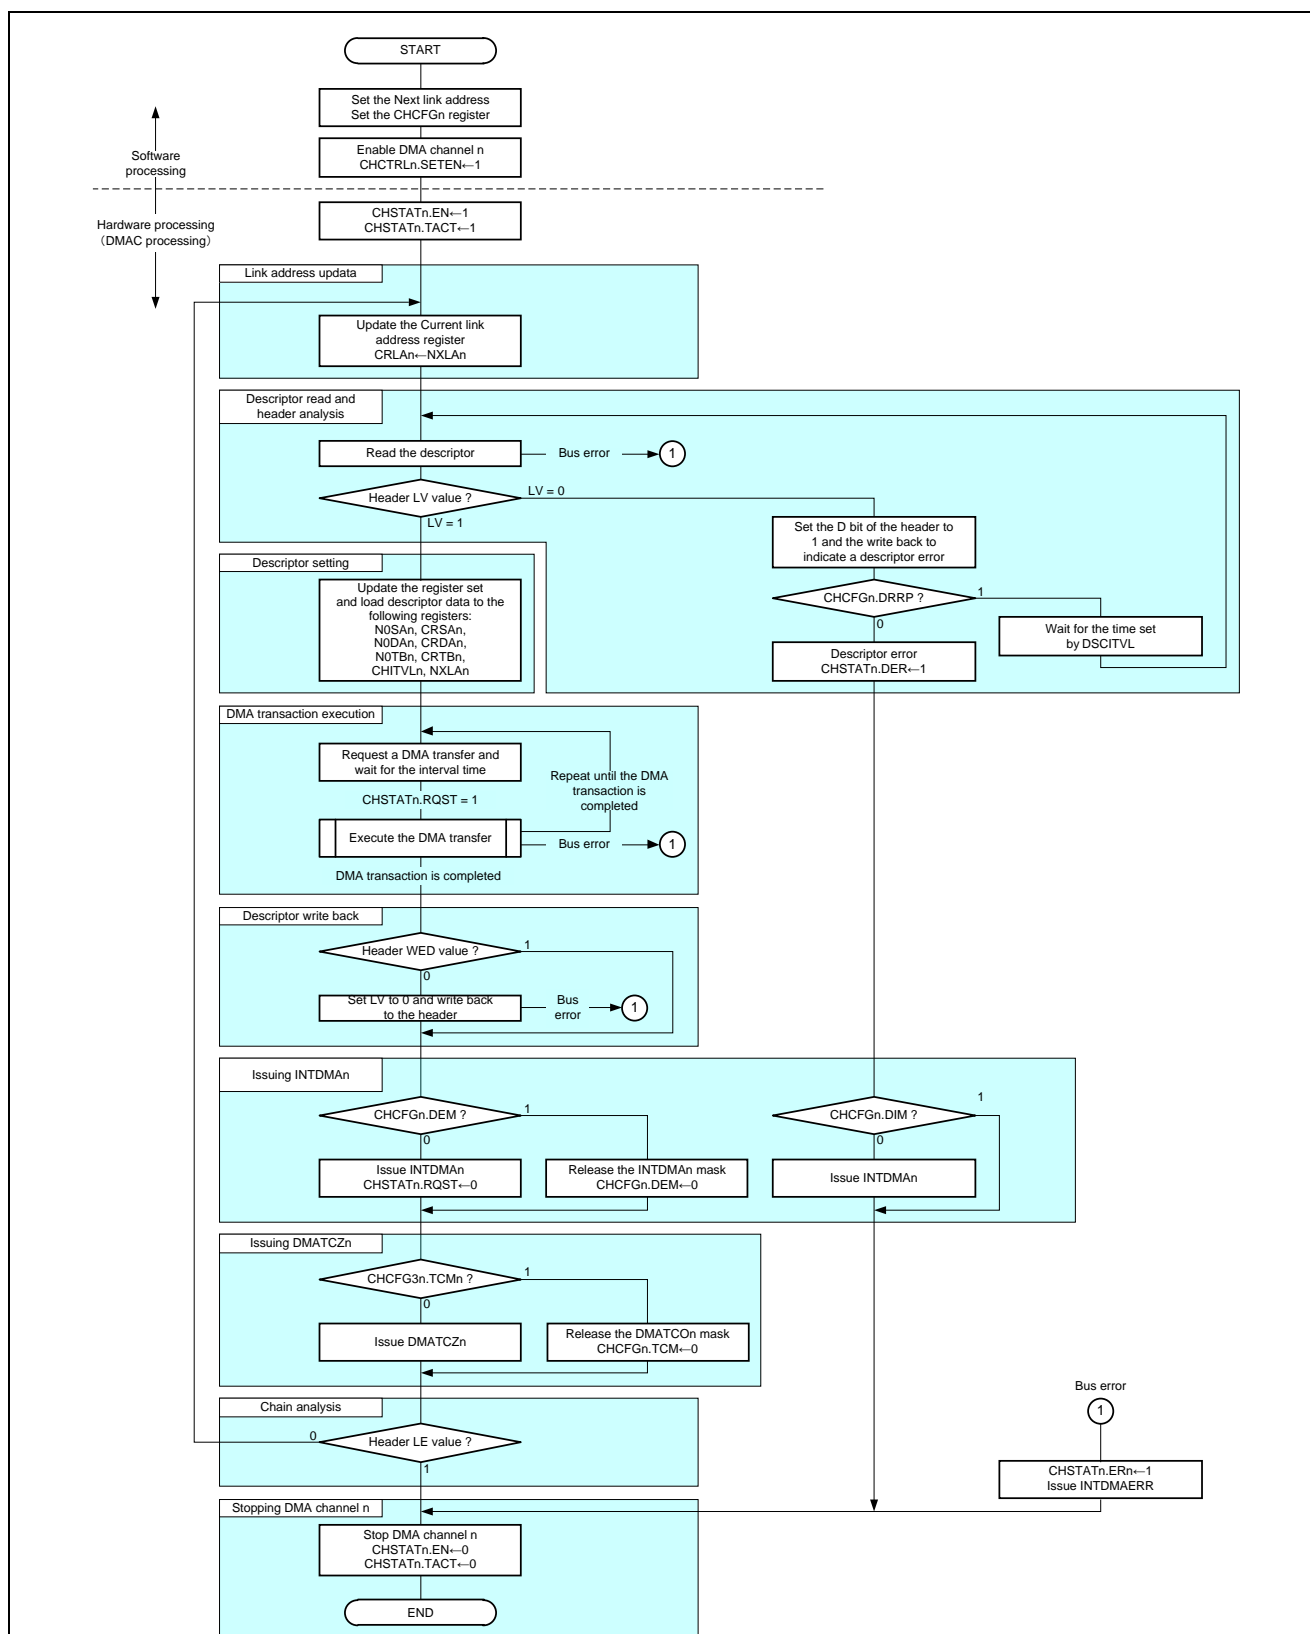 START
Set the Next link address
Set the CHCFGn register
Enable DMA channel n
CHCTRLn.SETEN←1
Software
processing
Hardware processing
(DMAC processing)
CHSTATn.EN←1
CHSTATn.TACT←1
Link address updata
Update the Current link
address register
CRLAn←NXLAn
Descriptor read and
header analysis
Read the descriptor
Bus error
1
Header LV value ?
LV = 0
LV = 1
Set the D bit of the header to
1 and the write back to
indicate a descriptor error
CHCFGn.DRRP ?
1
0
Wait for the time set
by DSCITVL
Descriptor error
CHSTATn.DER←1
Descriptor setting
Update the register set
and load descriptor data to the
following registers:
N0SAn, CRSAn,
N0DAn, CRDAn,
N0TBn, CRTBn,
CHITVLn, NXLAn
DMA transaction execution
Request a DMA transfer and
wait for the interval time
Repeat until the DMA
transaction is
completed
CHSTATn.RQST = 1
Execute the DMA transfer
Bus error
1
DMA transaction is completed
Descriptor write back
Header WED value ?
1
0
Set LV to 0 and write back
to the header
Bus
error
1
Issuing INTDMAn
CHCFGn.DEM ?
1
0
Issue INTDMAn
CHSTATn.RQST←0
Release the INTDMAn mask
CHCFGn.DEM←0
CHCFGn.DIM ?
1
0
Issue INTDMAn
Issuing DMATCZn
CHCFG3n.TCMn ?
1
0
Issue DMATCZn
Release the DMATCOn mask
CHCFGn.TCM←0
Chain analysis
0
Header LE value ?
1
Bus error
1
CHSTATn.ERn←1
Issue INTDMAERR
Stopping DMA channel n
Stop DMA channel n
CHSTATn.EN←0
CHSTATn.TACT←0
END